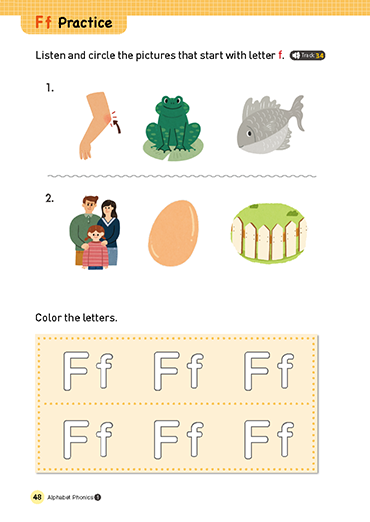 Ff Practice
Listen and circle the pictures that start with letter f. Track 34
1.
2.
Color the letters.
Ff Ff Ff
Ff Ff Ff
48 Alphabet Phonics 1